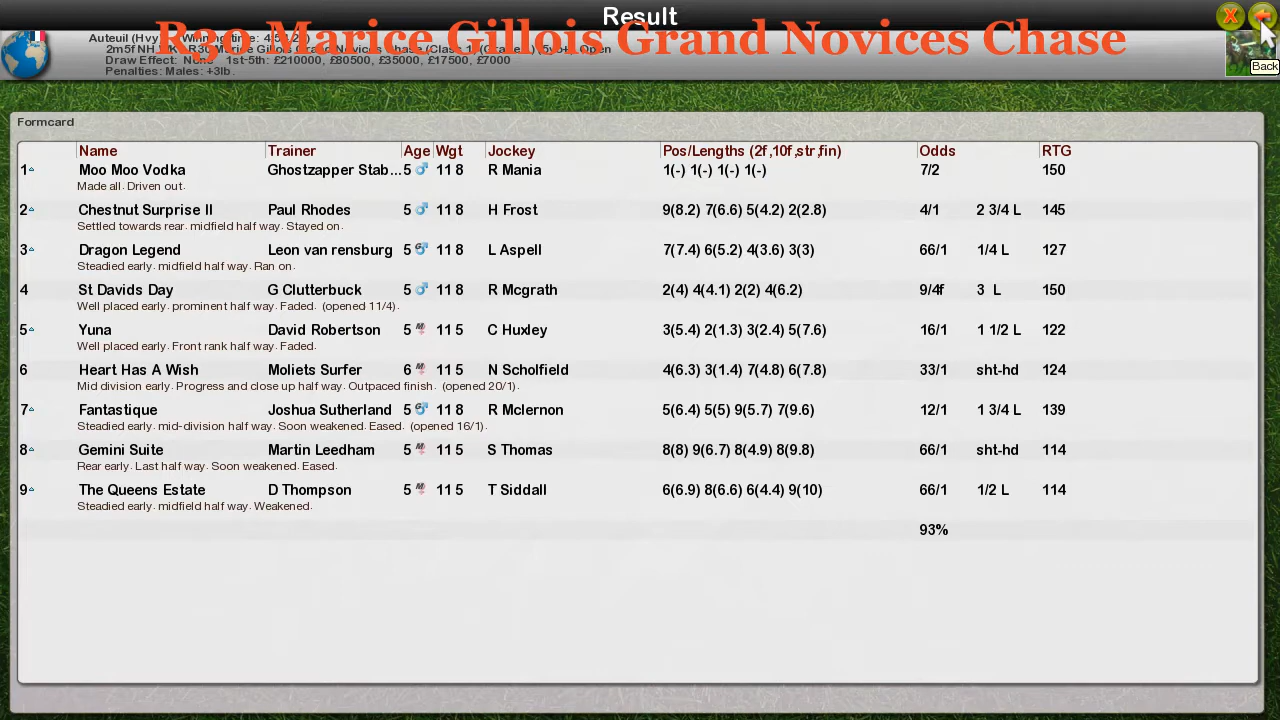 Result
R30 Marice Gillois Grand Novices Chase
Auteuil (Hvy) Winning time:
2m5f NH
Draw Effect: None 1st-5th: £210000, £80500, £35000, £17500, £7000
Penalties: Males: +3lb.
Back
Formcard
Name Trainer Age Wgt Jockey Pos/Lengths (2f,10f,str,fin) Odds RTG
1 Moo Moo Vodka Ghostzapper Stab... 5 11 8 R Mania 1(-) 1(-) 1(-) 1(-) 7/2 150
Made all. Driven out.
2 Chestnut Surprise II Paul Rhodes 5 11 8 H Frost 9(8.2) 7(6.6) 5(4.2) 2(2.8) 4/1 2 3/4 L 145
Settled towards rear. midfield half way. Stayed on.
3 Dragon Legend Leon van rensburg 5 11 8 L Aspell 7(7.4) 6(5.2) 4(3.6) 3(3) 66/1 1/4 L 127
Steadied early. midfield half way. Ran on.
4 St Davids Day G Clutterbuck 5 11 8 R Mcgrath 2(4) 4(4.1) 2(2) 4(6.2) 9/4f 3 L 150
Well placed early. prominent half way. Faded. (opened 11/4).
5 Yuna David Robertson 5 11 5 C Huxley 3(5.4) 2(1.3) 3(2.4) 5(7.6) 16/1 1 1/2 L 122
Well placed early. Front rank half way. Faded.
6 Heart Has A Wish Moliets Surfer 6 11 5 N Scholfield 4(6.3) 3(1.4) 7(4.8) 6(7.8) 33/1 sht-hd 124
Mid division early. Progress and close up half way. Outpaced finish. (opened 20/1).
7 Fantastique Joshua Sutherland 5 11 8 R Mclernon 5(6.4) 5(5) 9(5.7) 7(9.6) 12/1 1 3/4 L 139
Steadied early. mid-division half way. Soon weakened. Eased. (opened 16/1).
8 Gemini Suite Martin Leedham 5 11 5 S Thomas 8(8) 9(6.7) 8(4.9) 8(9.8) 66/1 sht-hd 114
Rear early. Last half way. Soon weakened. Eased.
9 The Queens Estate D Thompson 5 11 5 T Siddall 6(6.9) 8(6.6) 6(4.4) 9(10) 66/1 1/2 L 114
Steadied early. midfield half way. Weakened.
93%